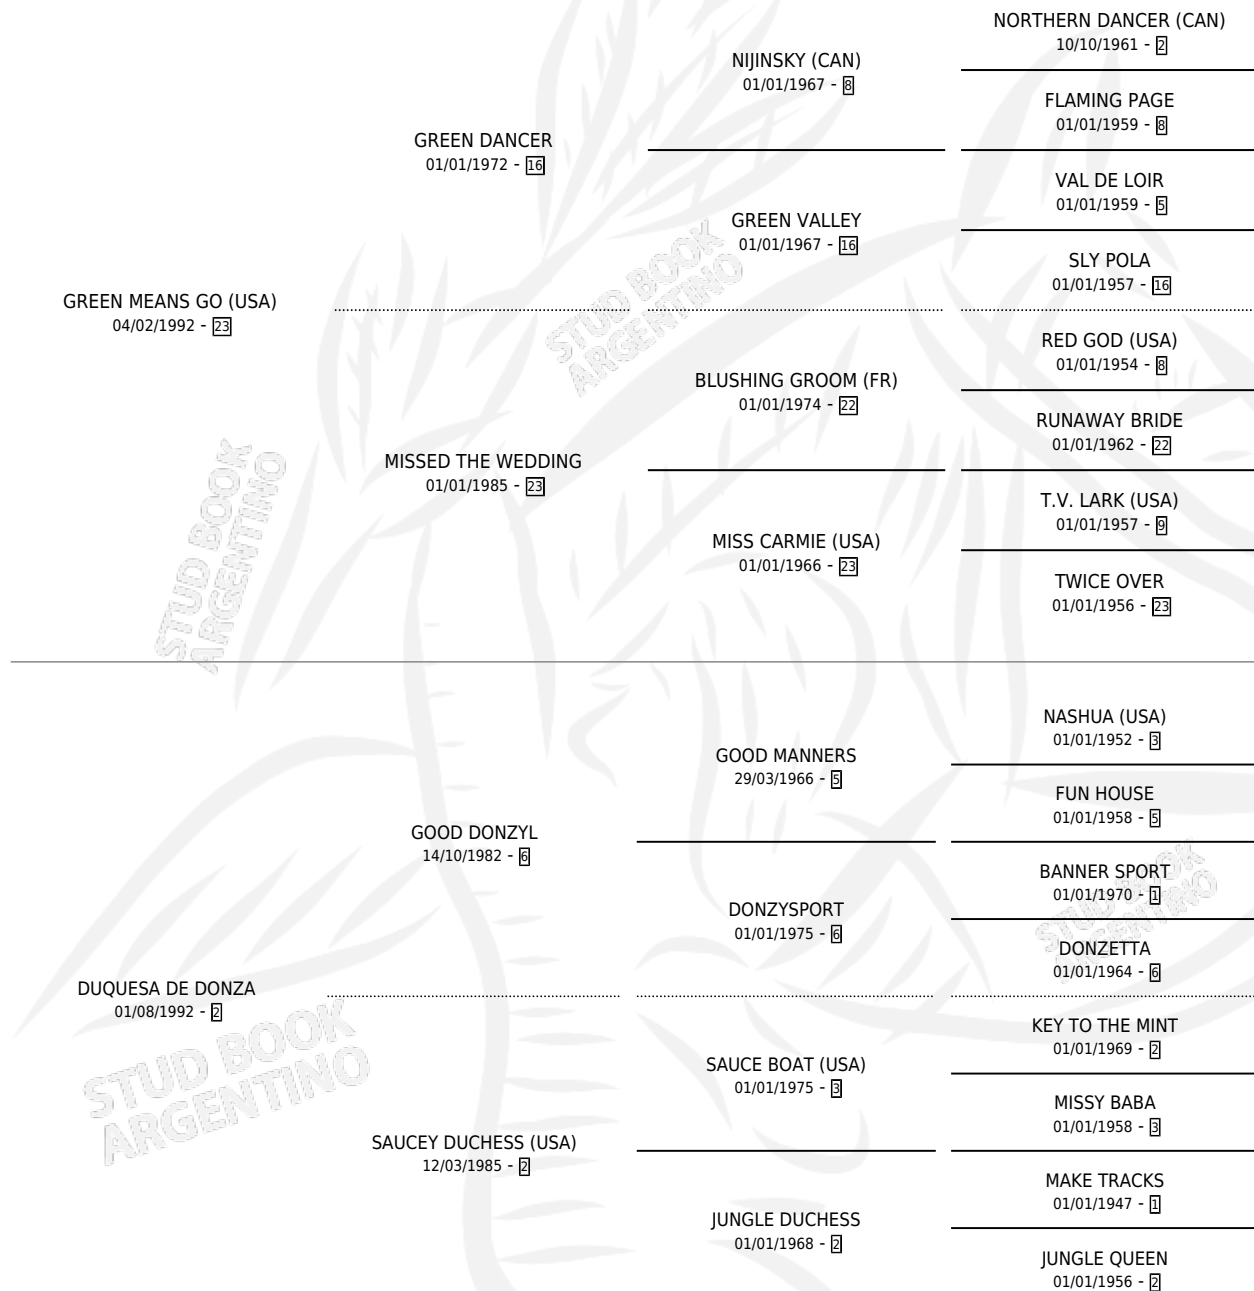 NORTHERN DANCER (CAN)
10/10/1961 - 2
NIJINSKY (CAN)
01/01/1967 - 8
FLAMING PAGE
01/01/1959 - 8
GREEN DANCER
01/01/1972 - 16
VAL DE LOIR
01/01/1959 - 5
GREEN VALLEY
01/01/1967 - 16
SLY POLA
01/01/1957 - 16
GREEN MEANS GO (USA)
04/02/1992 - 23
RED GOD (USA)
01/01/1954 - 8
BLUSHING GROOM (FR)
01/01/1974 - 22
RUNAWAY BRIDE
01/01/1962 - 22
MISSED THE WEDDING
01/01/1985 - 23
T.V. LARK (USA)
01/01/1957 - 9
MISS CARMIE (USA)
01/01/1966 - 23
TWICE OVER
01/01/1956 - 23
NASHUA (USA)
01/01/1952 - 3
GOOD MANNERS
29/03/1966 - 5
FUN HOUSE
01/01/1958 - 5
GOOD DONZYL
14/10/1982 - 6
BANNER SPORT
01/01/1970 - 1
DONZYSPORT
01/01/1975 - 6
DONZETTA
01/01/1964 - 6
DUQUESA DE DONZA
01/08/1992 - 2
KEY TO THE MINT
01/01/1969 - 2
SAUCE BOAT (USA)
01/01/1975 - 3
MISSY BABA
01/01/1958 - 3
SAUCEY DUCHESS (USA)
12/03/1985 - 2
MAKE TRACKS
01/01/1947 - 1
JUNGLE DUCHESS
01/01/1968 - 2
JUNGLE QUEEN
01/01/1956 - 2
STUD BOOK
ARGENTINO
STUD BOOK
ARGENTINO
STUD BOOK
ARGENTINO
STUD BOOK
ARGENTINO